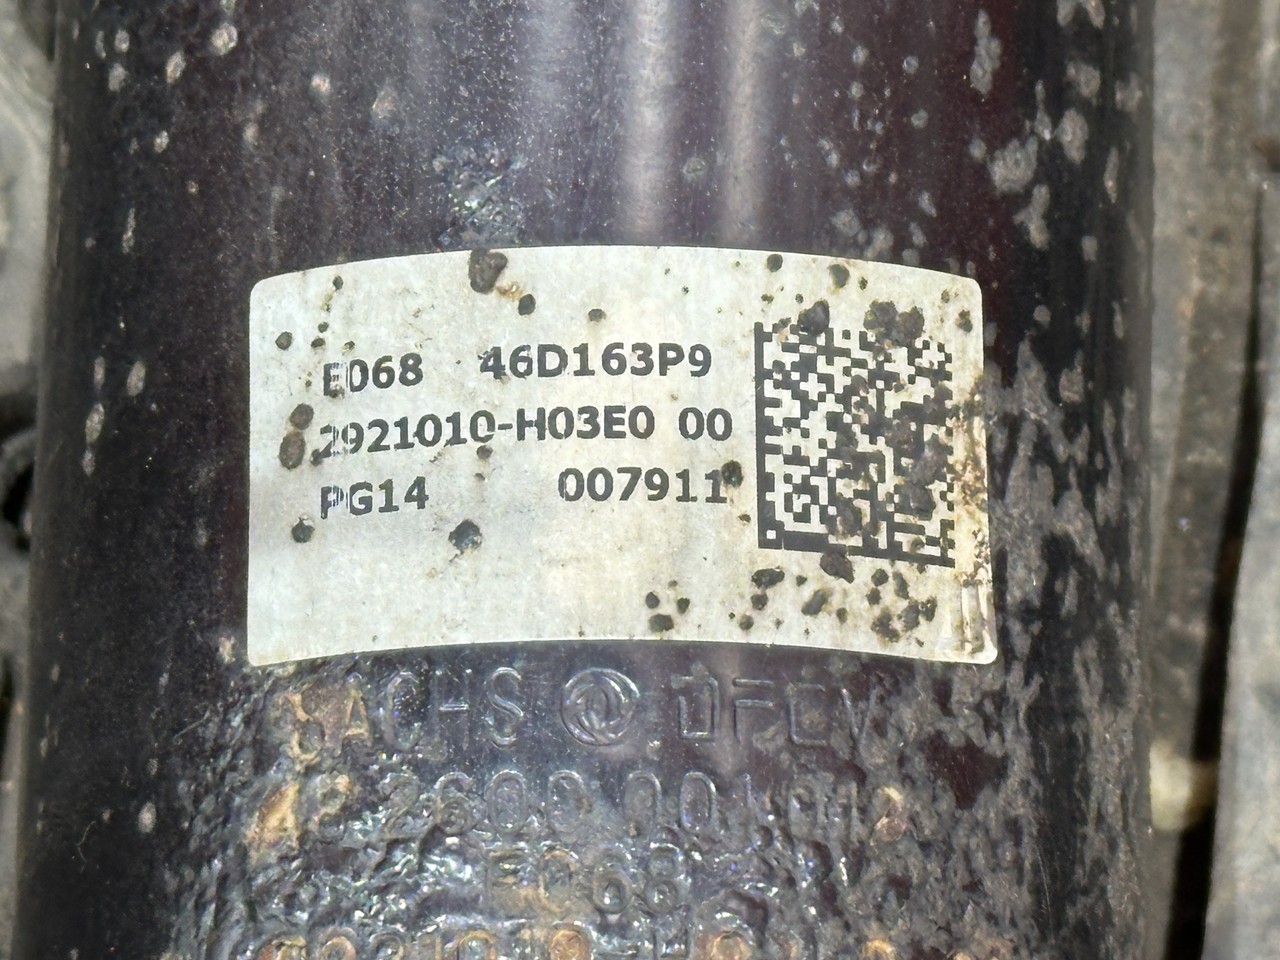 E068 46D163P9
2921010-H03E0 00
PG14 007911
SACHS DFCV
E068